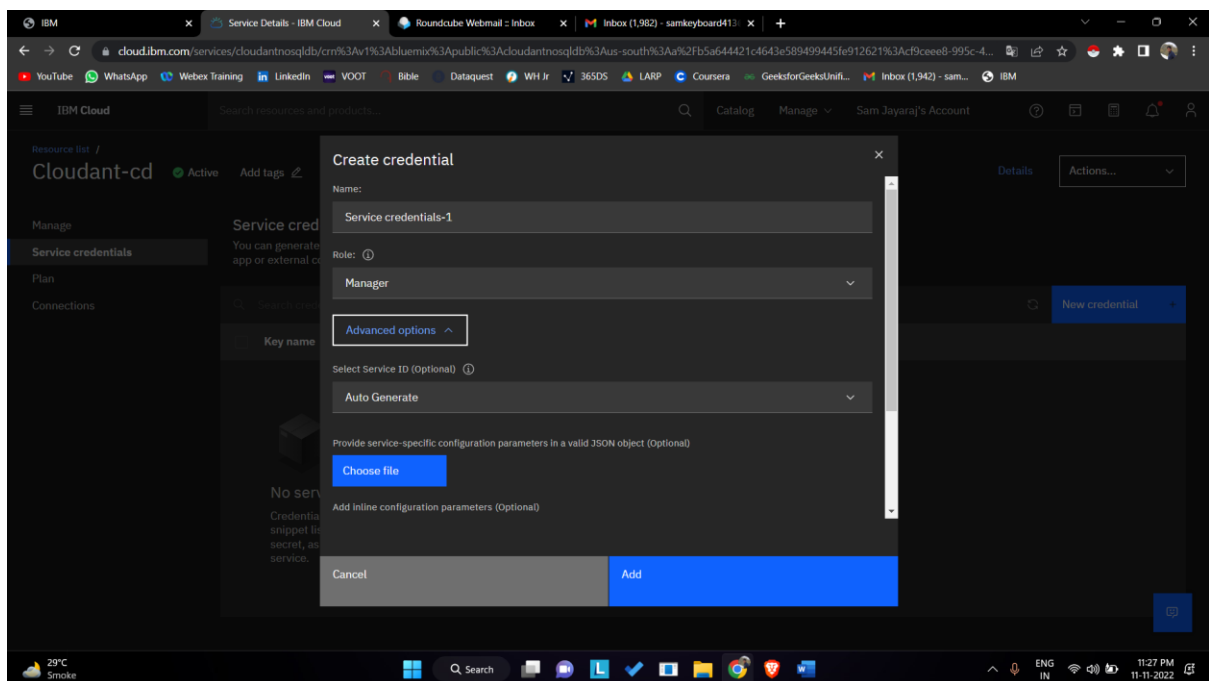 IBM
Service Details - IBM Cloud
Roundcube Webmail :: Inbox
Inbox (1,982) - samkeyboard413
cloud.ibm.com/services/cloudantnosqldb/crn%3Av1%3Abluemix%3Apublic%3Acloudantnosqldb%3Aus-south%3Aa%2Fb5a644421c4643e589499445fe912621%3Acf9ceee8-995c-4...
YouTube
WhatsApp
Webex Training
LinkedIn
VOOT
Bible
Dataquest
WH Jr
365DS
LARP
Coursera
GeeksforGeeksUnifi...
Inbox (1,942) - sam...
IBM
IBM Cloud
Search resources and products...
Catalog
Manage
Sam Jayaraj's Account
Resource list /
Cloudant-cd
Active
Add tags
Details
Actions...
Manage
Service credentials
Plan
Connections
Service cred
You can generate
app or external c
New credential
Key name
No serv
Credentia
snippet li
secret, as
service.
Create credential
Name:
Service credentials-1
Role:
Manager
Advanced options
Select Service ID (Optional)
Auto Generate
Provide service-specific configuration parameters in a valid JSON object (Optional)
Choose file
Add inline configuration parameters (Optional)
Cancel
Add
29°C
Smoke
Search
ENG
IN
11:27 PM
11-11-2022